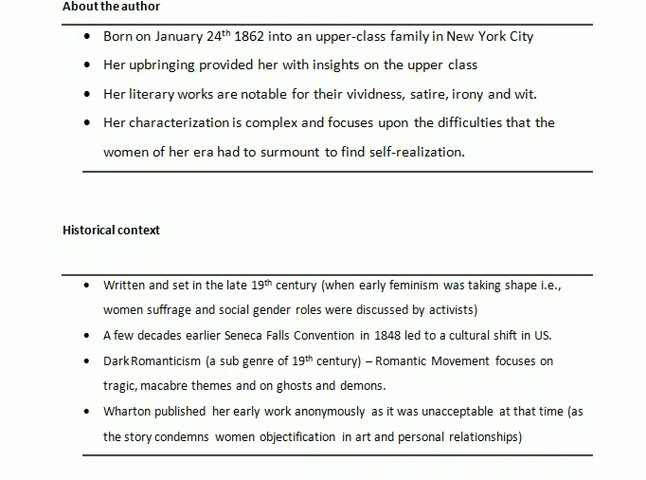 About the author
• Born on January 24th 1862 into an upper-class family in New York City
• Her upbringing provided her with insights on the upper class
• Her literary works are notable for their vividness, satire, irony and wit.
• Her characterization is complex and focuses upon the difficulties that the
women of her era had to surmount to find self-realization.
Historical context
• Written and set in the late 19th century (when early feminism was taking shape i.e.,
women suffrage and social gender roles were discussed by activists)
• A few decades earlier Seneca Falls Convention in 1848 led to a cultural shift in US.
• Dark Romanticism (a sub genre of 19th century) – Romantic Movement focuses on
tragic, macabre themes and on ghosts and demons.
• Wharton published her early work anonymously as it was unacceptable at that time (as
the story condemns women objectification in art and personal relationships)